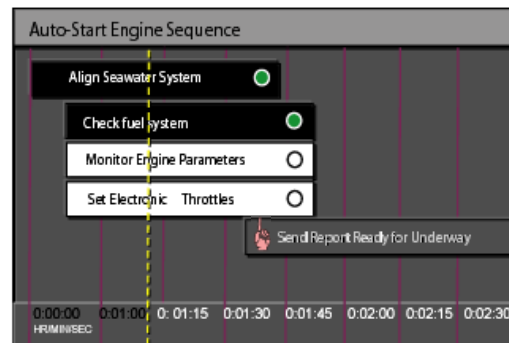 Auto-Start Engine Sequence
Align Seawater System
Check fuel system
Monitor Engine Parameters
Set Electronic Throttles
Send Report Ready for Underway
0:00:00 0:01:00 0:01:15 0:01:30 0:01:45 0:02:00 0:02:15 0:02:30
HR/MIN/SEC